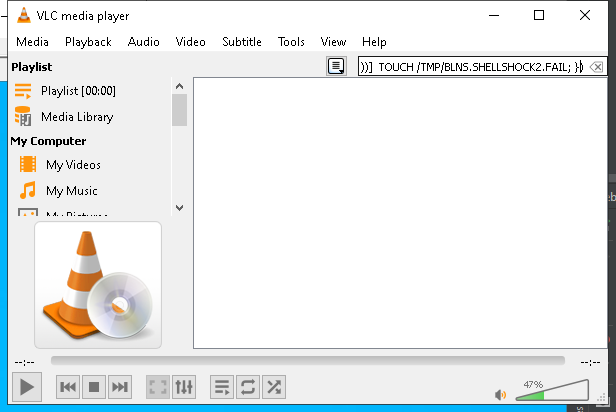 VLC media player
Media Playback Audio Video Subtitle Tools View Help
Playlist
))] TOUCH /TMP/BLNS.SHELLSHOCK2.FAIL; })
Playlist [00:00]
Media Library
My Computer
My Videos
My Music
My Pictures
--:-- --:--
47%